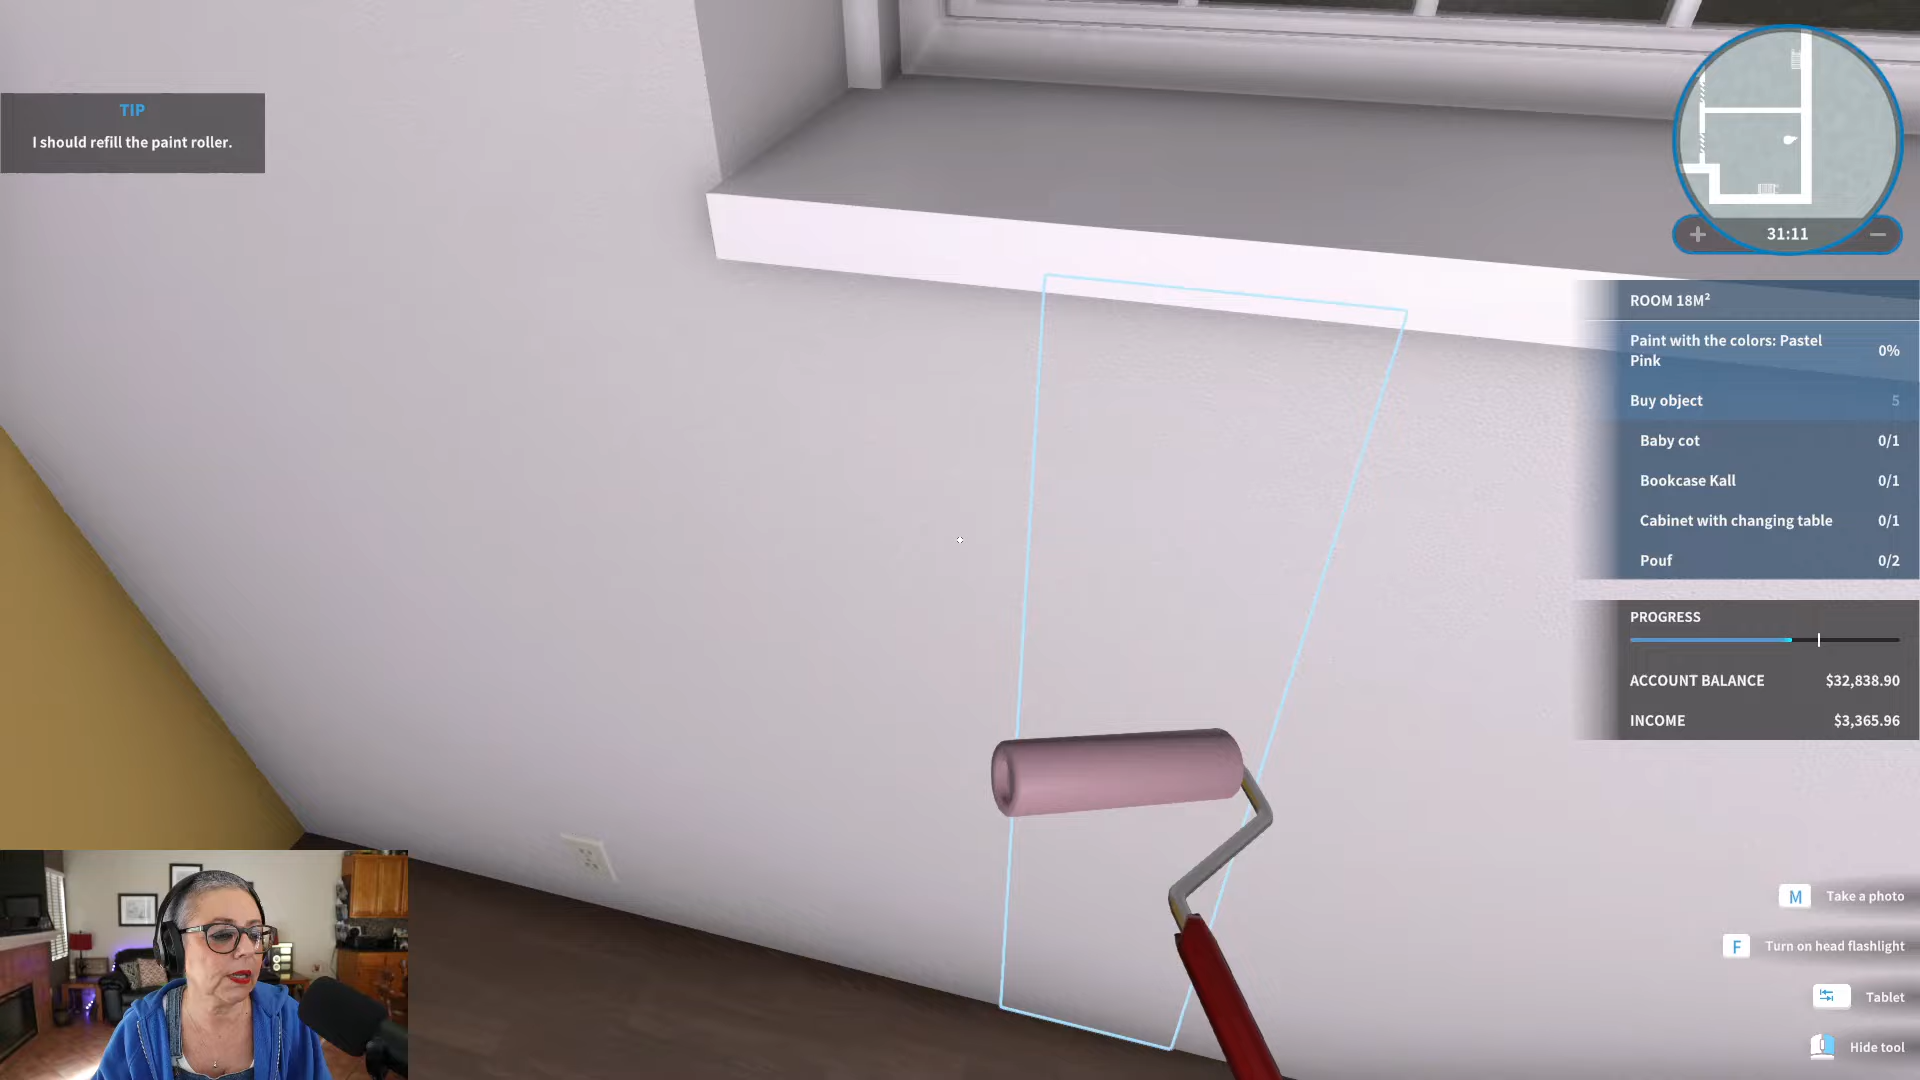 TIP
I should refill the paint roller.
31:11
ROOM 18M²
Paint with the colors: Pastel
Pink
0%
Buy object 5
Baby cot 0/1
Bookcase Kall 0/1
Cabinet with changing table 0/1
Pouf 0/2
PROGRESS
ACCOUNT BALANCE $32,838.90
INCOME $3,365.96
M Take a photo
F Turn on head flashlight
Tablet
Hide tool